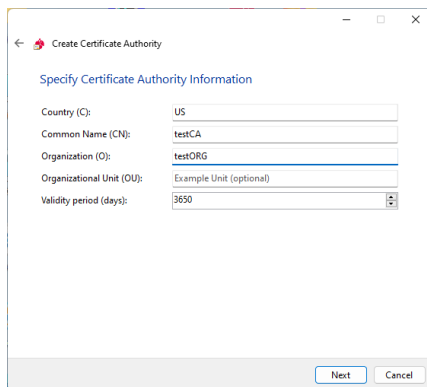 Create Certificate Authority
Specify Certificate Authority Information
Country (C): US
Common Name (CN): testCA
Organization (O): testORG
Organizational Unit (OU): Example Unit (optional)
Validity period (days): 3650
Next Cancel